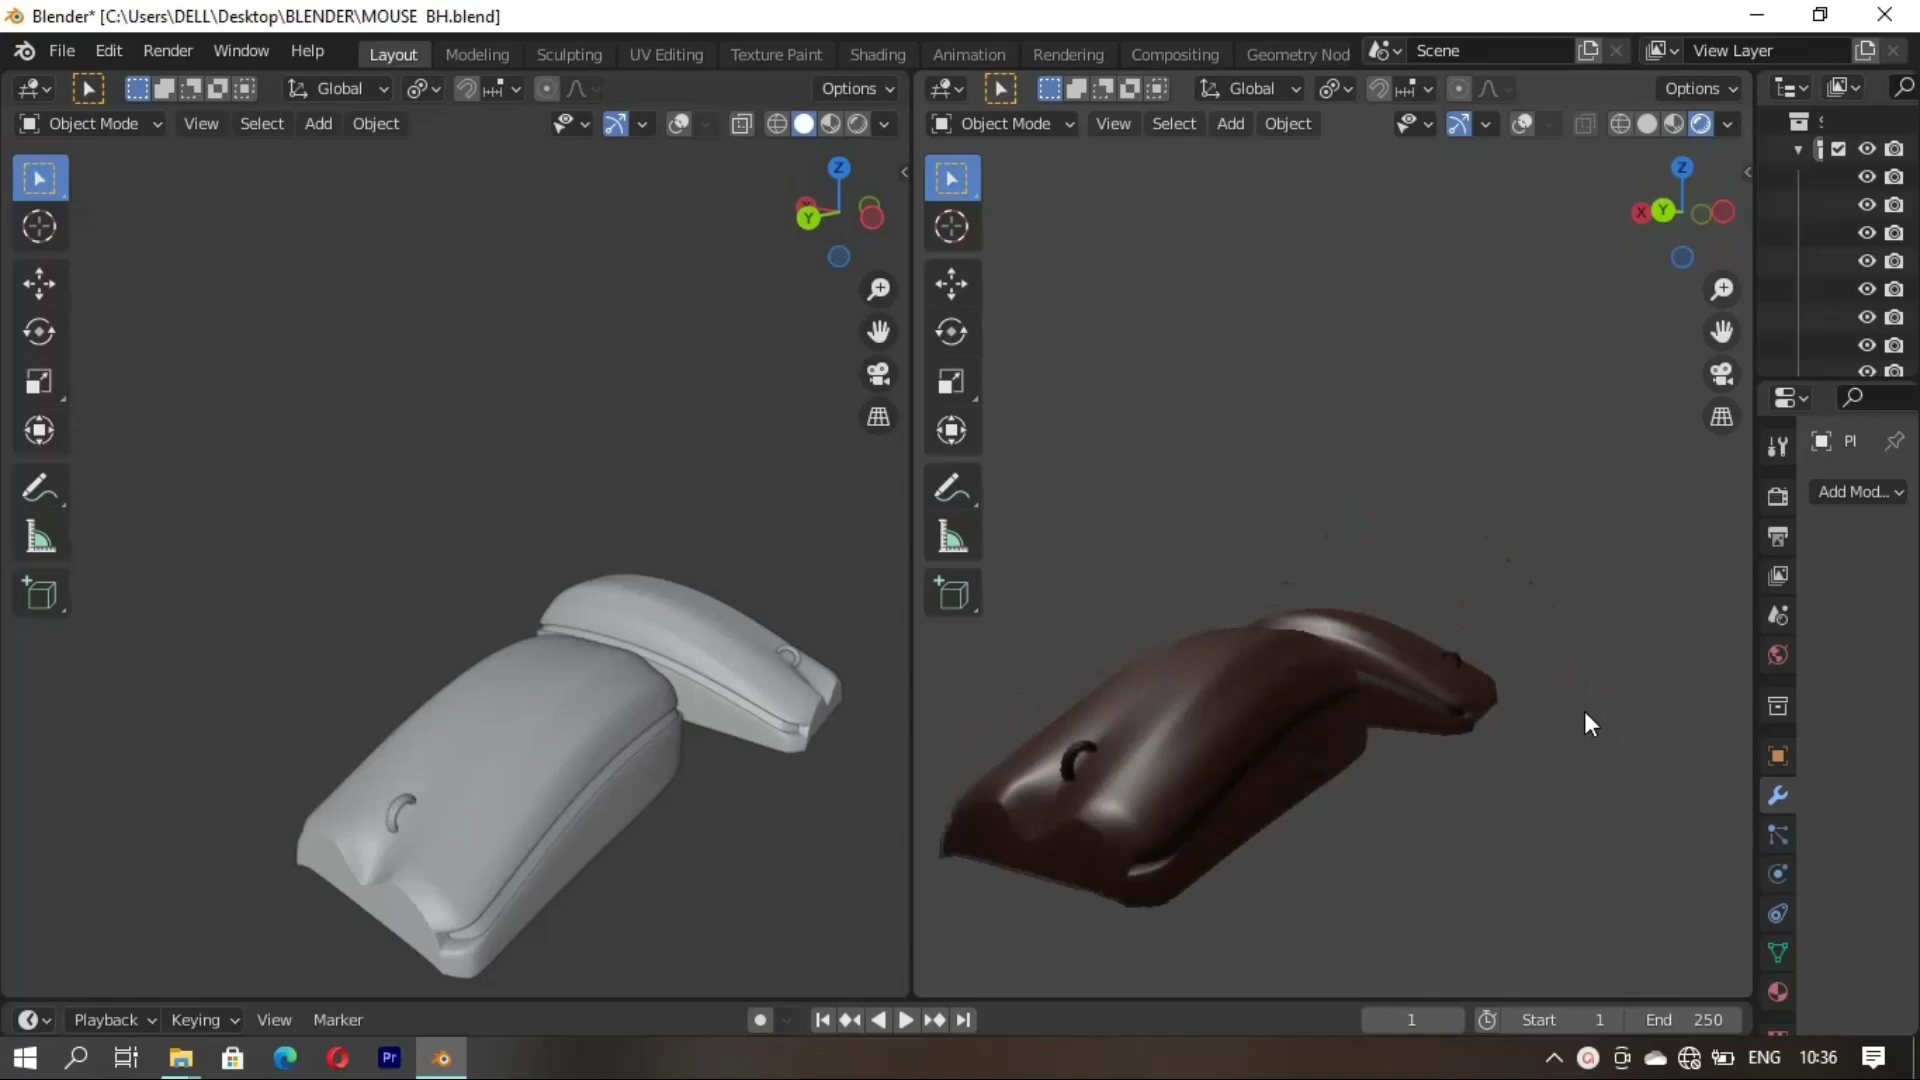 Blender* [C:\Users\DELL\Desktop\BLENDER\MOUSE BH.blend]
File Edit Render Window Help Layout Modeling Sculpting UV Editing Texture Paint Shading Animation Rendering Compositing Geometry Nod Scene View Layer
Global Options Global Options
Object Mode View Select Add Object Object Mode View Select Add Object
Z Z
Y X Y
Pl
Add Mod...
Playback Keying View Marker 1 Start 1 End 250
Pr ENG 10:36